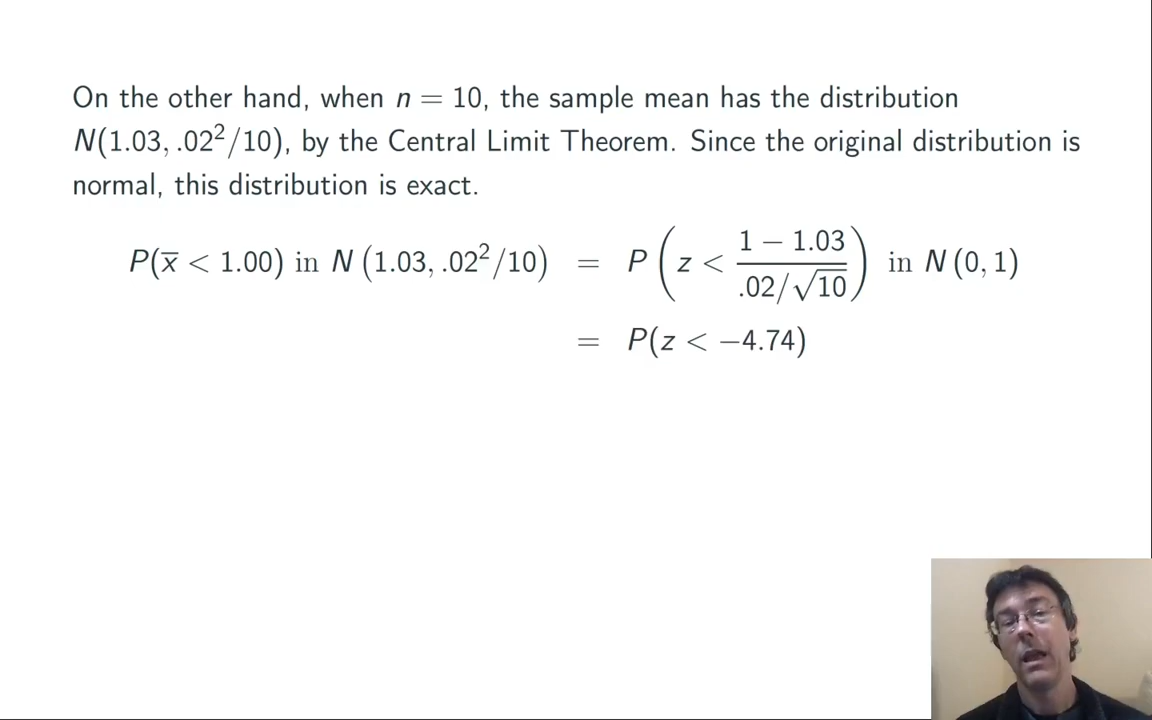 On the other hand, when n = 10, the sample mean has the distribution
N(1.03, .02²/10), by the Central Limit Theorem. Since the original distribution is
normal, this distribution is exact.
P(x̅ < 1.00) in N (1.03, .02²/10) = P (z < (1 − 1.03)/(.02/√10)) in N (0, 1)
= P(z < −4.74)